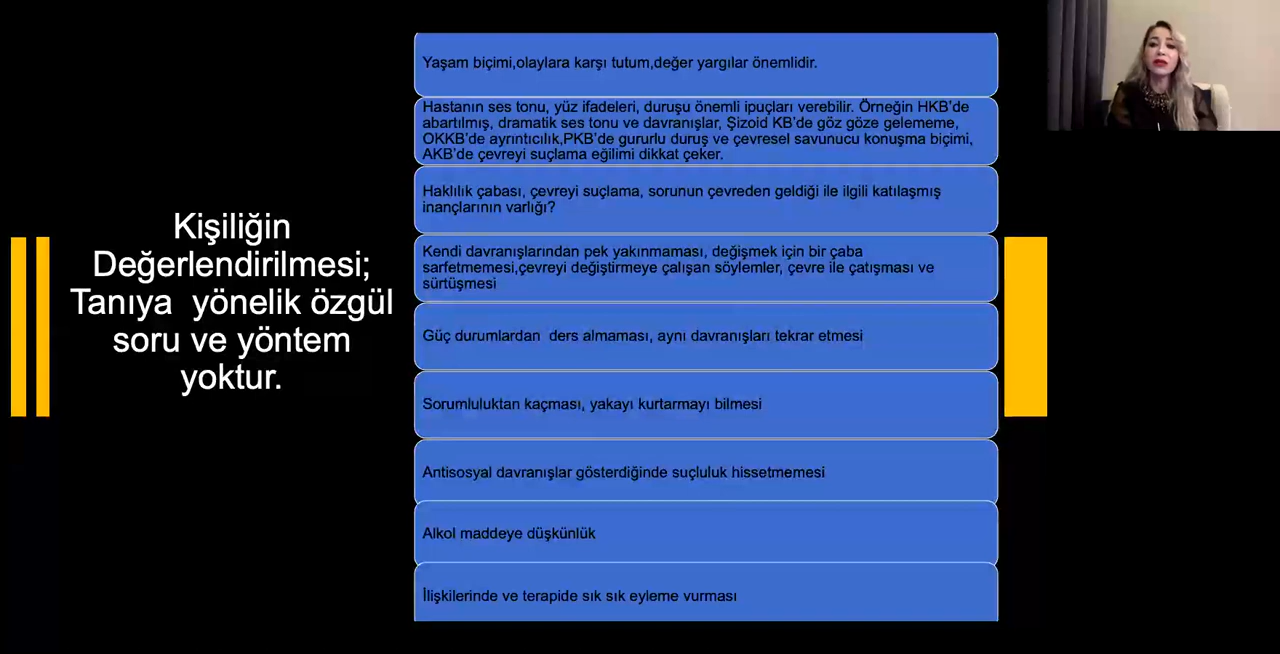 Kişiliğin
Değerlendirilmesi;
Tanıya  yönelik özgül
soru ve yöntem
yoktur.
Yaşam biçimi,olaylara karşı tutum,değer yargılar önemlidir.
Hastanın ses tonu, yüz ifadeleri, duruşu önemli ipuçları verebilir. Örneğin HKB’de
abartılmış, dramatik ses tonu ve davranışlar, Şizoid KB’de göz göze gelememe,
OKKB’de ayrıntıcılık,PKB’de gururlu duruş ve çevresel savunucu konuşma biçimi,
AKB’de çevreyi suçlama eğilimi dikkat çeker.
Haklılık çabası, çevreyi suçlama, sorunun çevreden geldiği ile ilgili katılaşmış
inançlarının varlığı?
Kendi davranışlarından pek yakınmaması, değişmek için bir çaba
sarfetmemesi,çevreyi değiştirmeye çalışan söylemler, çevre ile çatışması ve
sürtüşmesi
Güç durumlardan  ders almaması, aynı davranışları tekrar etmesi
Sorumluluktan kaçması, yakayı kurtarmayı bilmesi
Antisosyal davranışlar gösterdiğinde suçluluk hissetmemesi
Alkol maddeye düşkünlük
İlişkilerinde ve terapide sık sık eyleme vurması